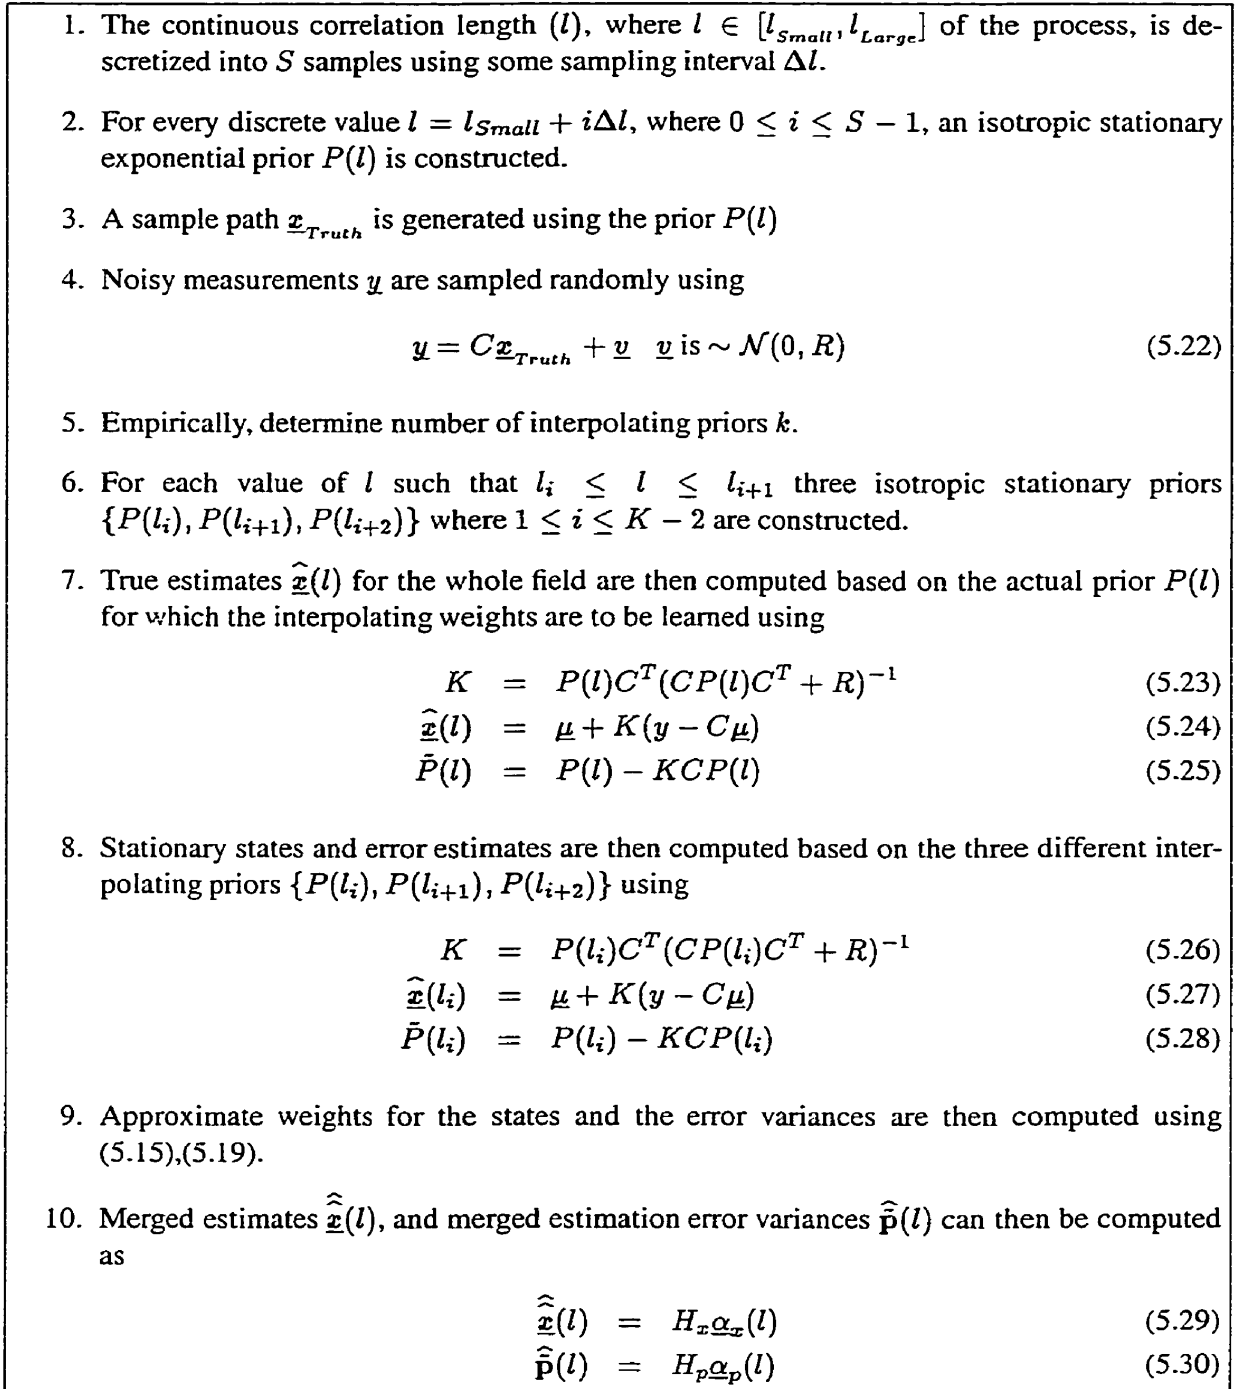 1. The continuous correlation length (l), where l ∈ [l_Small, l_Large] of the process, is de-
scretized into S samples using some sampling interval Δl.
2. For every discrete value l = l_Small + iΔl, where 0 ≤ i ≤ S − 1, an isotropic stationary
exponential prior P(l) is constructed.
3. A sample path x̲_Truth is generated using the prior P(l)
4. Noisy measurements y̲ are sampled randomly using
y̲ = Cx̲_Truth + v̲   v̲ is ~ 𝒩(0, R) (5.22)
5. Empirically, determine number of interpolating priors k.
6. For each value of l such that l_i ≤ l ≤ l_{i+1} three isotropic stationary priors
{P(l_i), P(l_{i+1}), P(l_{i+2})} where 1 ≤ i ≤ K − 2 are constructed.
7. True estimates x̲̂(l) for the whole field are then computed based on the actual prior P(l)
for which the interpolating weights are to be learned using
K = P(l)C^T(CP(l)C^T + R)^{-1} (5.23)
x̲̂(l) = μ̲ + K(y − Cμ̲) (5.24)
P̃(l) = P(l) − KCP(l) (5.25)
8. Stationary states and error estimates are then computed based on the three different inter-
polating priors {P(l_i), P(l_{i+1}), P(l_{i+2})} using
K = P(l_i)C^T(CP(l_i)C^T + R)^{-1} (5.26)
x̲̂(l_i) = μ̲ + K(y − Cμ̲) (5.27)
P̃(l_i) = P(l_i) − KCP(l_i) (5.28)
9. Approximate weights for the states and the error variances are then computed using
(5.15),(5.19).
10. Merged estimates x̲̂̂(l), and merged estimation error variances p̃̂(l) can then be computed
as
x̲̂̂(l) = H_x α̲_x(l) (5.29)
p̃̂(l) = H_p α̲_p(l) (5.30)